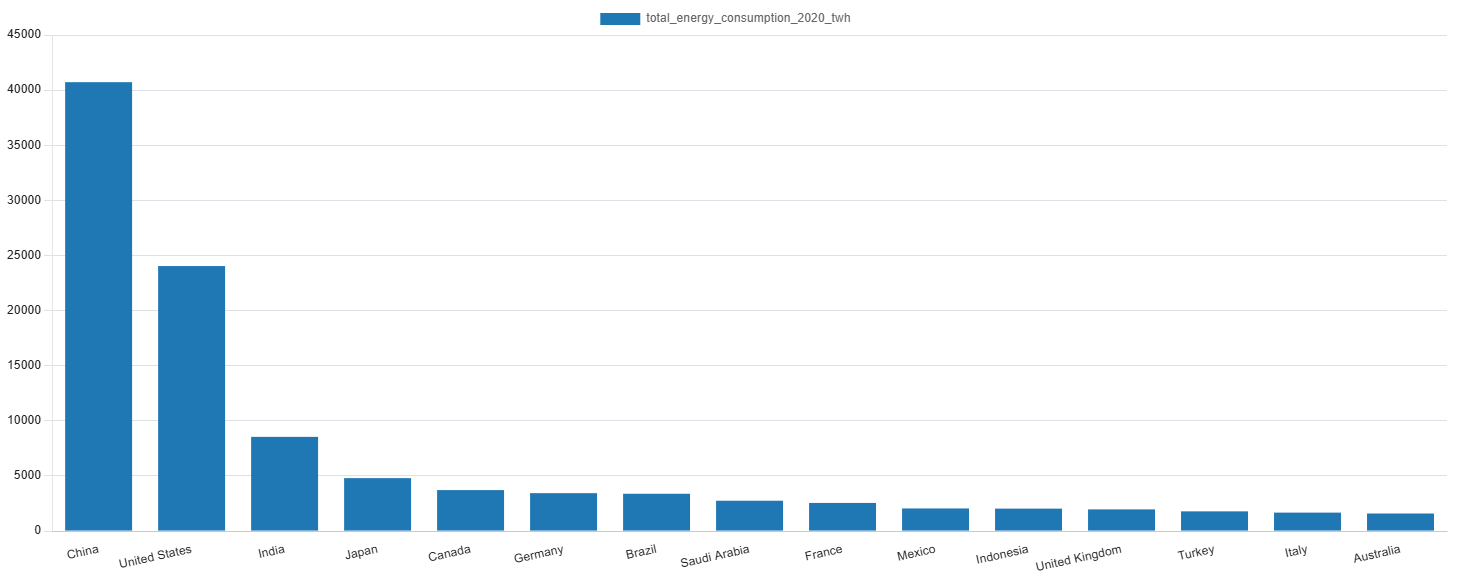 total_energy_consumption_2020_twh
45000
40000
35000
30000
25000
20000
15000
10000
5000
0
China
United States
India
Japan
Canada
Germany
Brazil
Saudi Arabia
France
Mexico
Indonesia
United Kingdom
Turkey
Italy
Australia